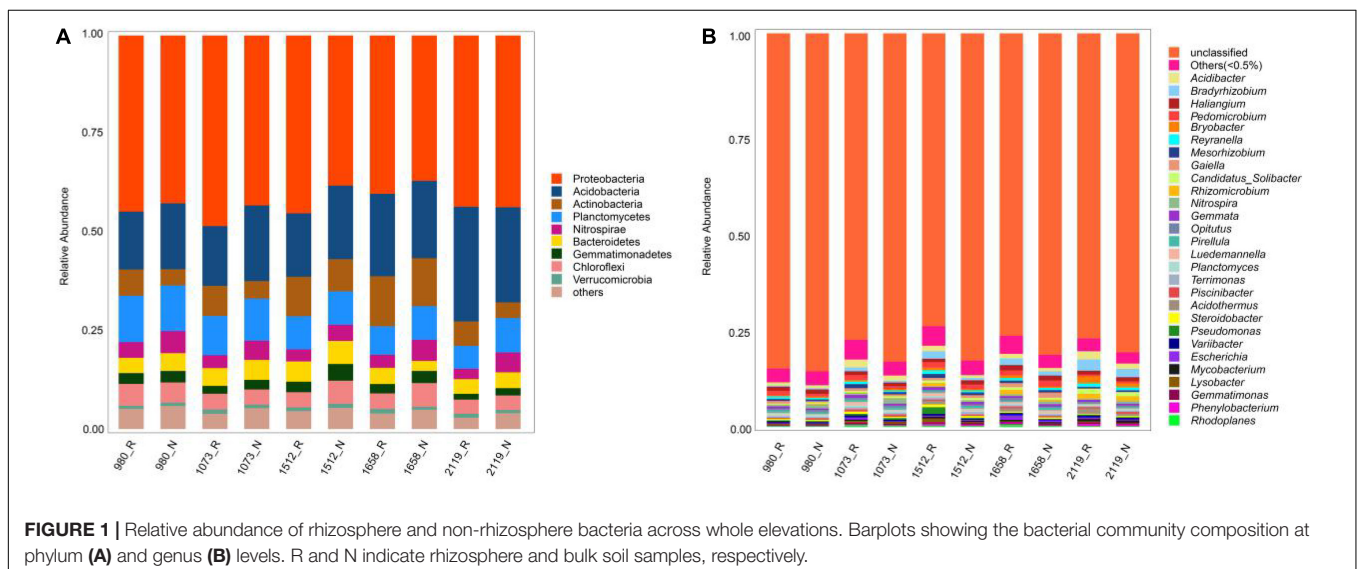 A
1.00
0.75
0.50
0.25
0.00
Relative Abundance
980_R
980_N
1073_R
1073_N
1512_R
1512_N
1658_R
1658_N
2119_R
2119_N
Proteobacteria
Acidobacteria
Actinobacteria
Planctomycetes
Nitrospirae
Bacteroidetes
Gemmatimonadetes
Chloroflexi
Verrucomicrobia
others
B
1.00
0.75
0.50
0.25
0.00
Relative Abundance
980_R
980_N
1073_R
1073_N
1512_R
1512_N
1658_R
1658_N
2119_R
2119_N
unclassified
Others(<0.5%)
Acidibacter
Bradyrhizobium
Haliangium
Pedomicrobium
Bryobacter
Reyranella
Mesorhizobium
Gaiella
Candidatus_Solibacter
Rhizomicrobium
Nitrospira
Gemmata
Opitutus
Pirellula
Luedemannella
Planctomyces
Terrimonas
Piscinibacter
Acidothermus
Steroidobacter
Pseudomonas
Variibacter
Escherichia
Mycobacterium
Lysobacter
Gemmatimonas
Phenylobacterium
Rhodoplanes
FIGURE 1 | Relative abundance of rhizosphere and non-rhizosphere bacteria across whole elevations. Barplots showing the bacterial community composition at
phylum (A) and genus (B) levels. R and N indicate rhizosphere and bulk soil samples, respectively.